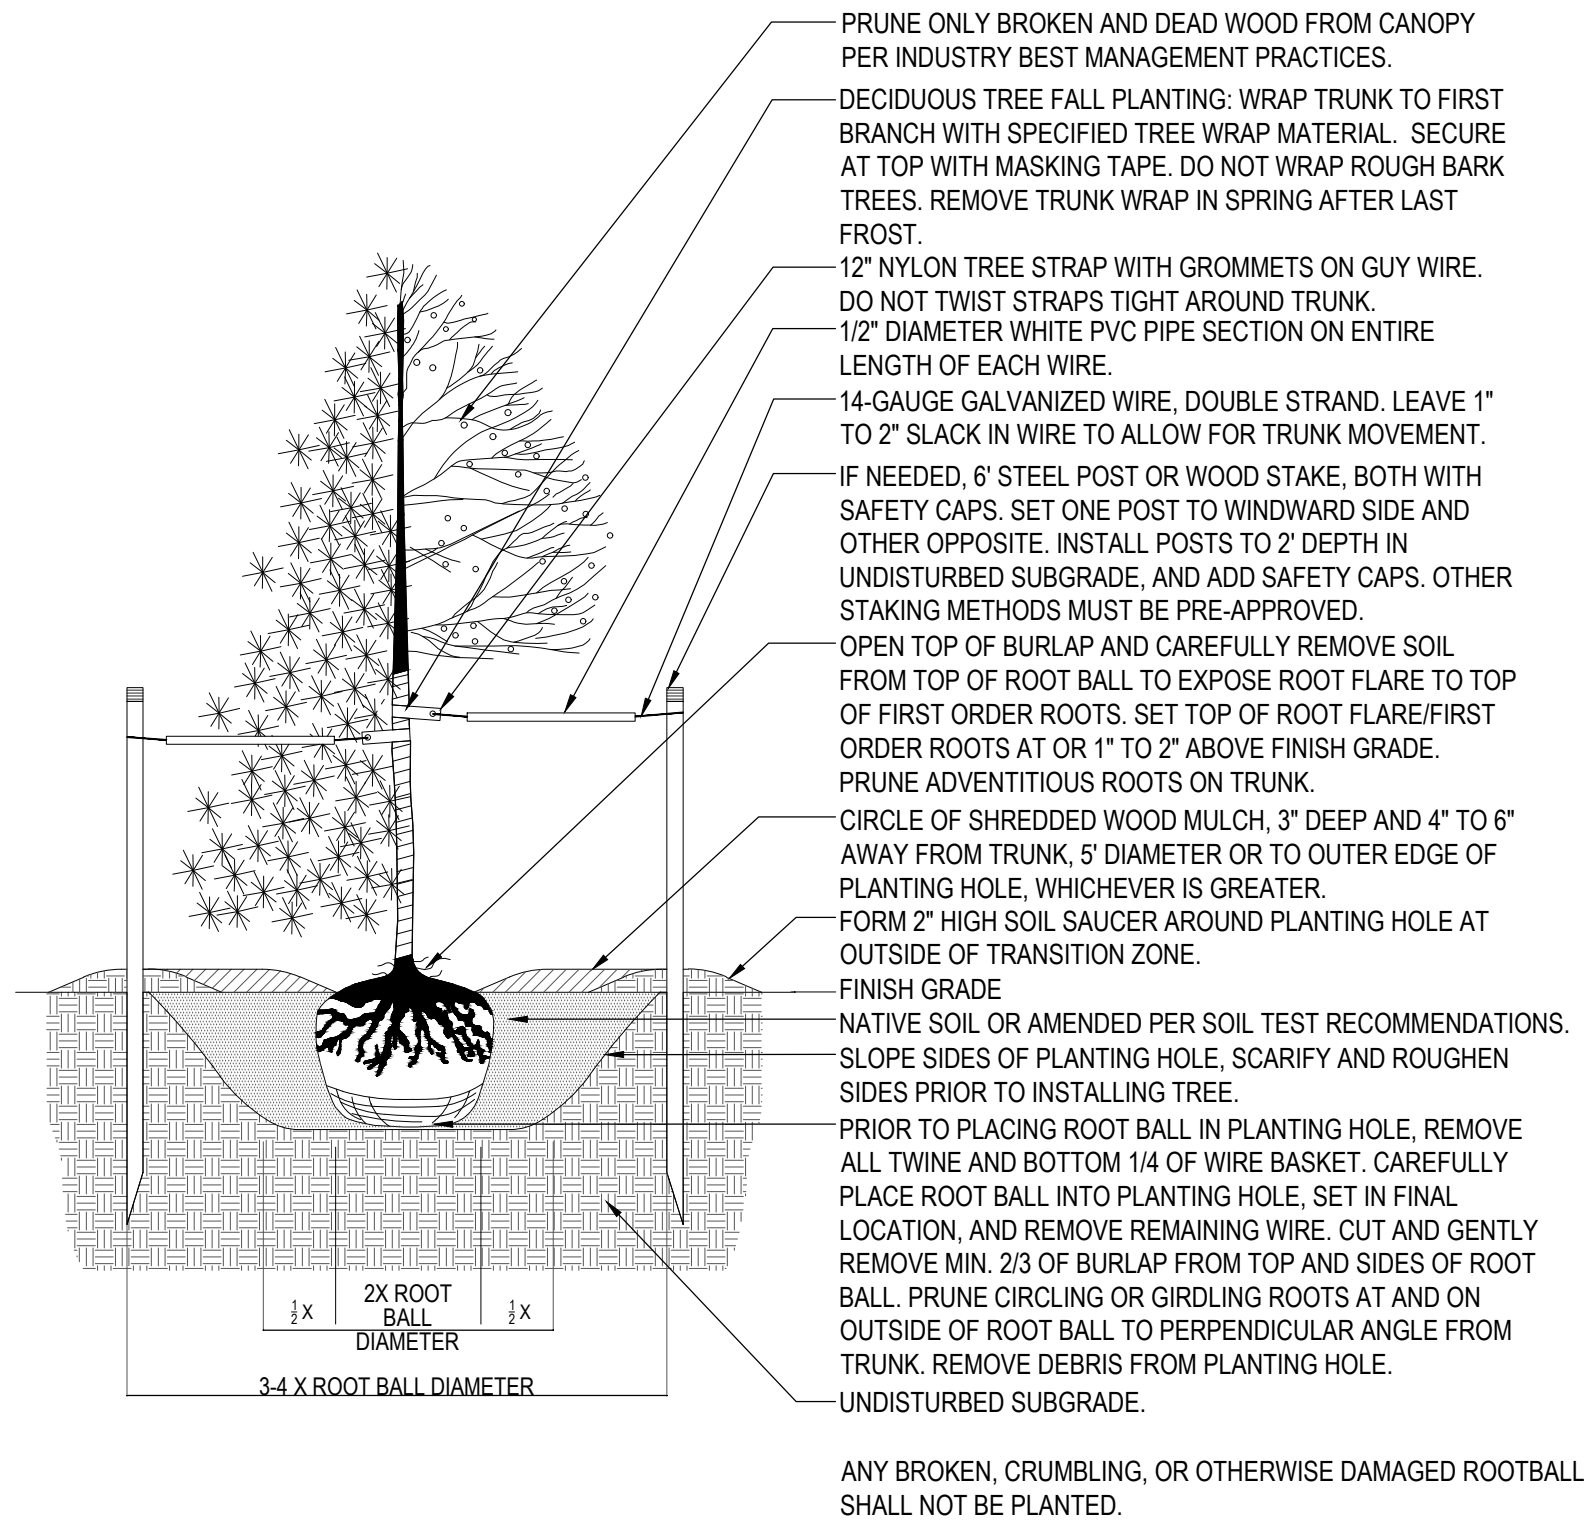 PRUNE ONLY BROKEN AND DEAD WOOD FROM CANOPY
PER INDUSTRY BEST MANAGEMENT PRACTICES.
DECIDUOUS TREE FALL PLANTING: WRAP TRUNK TO FIRST
BRANCH WITH SPECIFIED TREE WRAP MATERIAL. SECURE
AT TOP WITH MASKING TAPE. DO NOT WRAP ROUGH BARK
TREES. REMOVE TRUNK WRAP IN SPRING AFTER LAST
FROST.
12" NYLON TREE STRAP WITH GROMMETS ON GUY WIRE.
DO NOT TWIST STRAPS TIGHT AROUND TRUNK.
1/2" DIAMETER WHITE PVC PIPE SECTION ON ENTIRE
LENGTH OF EACH WIRE.
14-GAUGE GALVANIZED WIRE, DOUBLE STRAND. LEAVE 1"
TO 2" SLACK IN WIRE TO ALLOW FOR TRUNK MOVEMENT.
IF NEEDED, 6' STEEL POST OR WOOD STAKE, BOTH WITH
SAFETY CAPS. SET ONE POST TO WINDWARD SIDE AND
OTHER OPPOSITE. INSTALL POSTS TO 2' DEPTH IN
UNDISTURBED SUBGRADE, AND ADD SAFETY CAPS. OTHER
STAKING METHODS MUST BE PRE-APPROVED.
OPEN TOP OF BURLAP AND CAREFULLY REMOVE SOIL
FROM TOP OF ROOT BALL TO EXPOSE ROOT FLARE TO TOP
OF FIRST ORDER ROOTS. SET TOP OF ROOT FLARE/FIRST
ORDER ROOTS AT OR 1" TO 2" ABOVE FINISH GRADE.
PRUNE ADVENTITIOUS ROOTS ON TRUNK.
CIRCLE OF SHREDDED WOOD MULCH, 3" DEEP AND 4" TO 6"
AWAY FROM TRUNK, 5' DIAMETER OR TO OUTER EDGE OF
PLANTING HOLE, WHICHEVER IS GREATER.
FORM 2" HIGH SOIL SAUCER AROUND PLANTING HOLE AT
OUTSIDE OF TRANSITION ZONE.
FINISH GRADE
NATIVE SOIL OR AMENDED PER SOIL TEST RECOMMENDATIONS.
SLOPE SIDES OF PLANTING HOLE, SCARIFY AND ROUGHEN
SIDES PRIOR TO INSTALLING TREE.
PRIOR TO PLACING ROOT BALL IN PLANTING HOLE, REMOVE
ALL TWINE AND BOTTOM 1/4 OF WIRE BASKET. CAREFULLY
PLACE ROOT BALL INTO PLANTING HOLE, SET IN FINAL
LOCATION, AND REMOVE REMAINING WIRE. CUT AND GENTLY
REMOVE MIN. 2/3 OF BURLAP FROM TOP AND SIDES OF ROOT
BALL. PRUNE CIRCLING OR GIRDLING ROOTS AT AND ON
OUTSIDE OF ROOT BALL TO PERPENDICULAR ANGLE FROM
TRUNK. REMOVE DEBRIS FROM PLANTING HOLE.
UNDISTURBED SUBGRADE.
ANY BROKEN, CRUMBLING, OR OTHERWISE DAMAGED ROOTBALL
SHALL NOT BE PLANTED.
½ X
2X ROOT
BALL
DIAMETER
½ X
3-4 X ROOT BALL DIAMETER